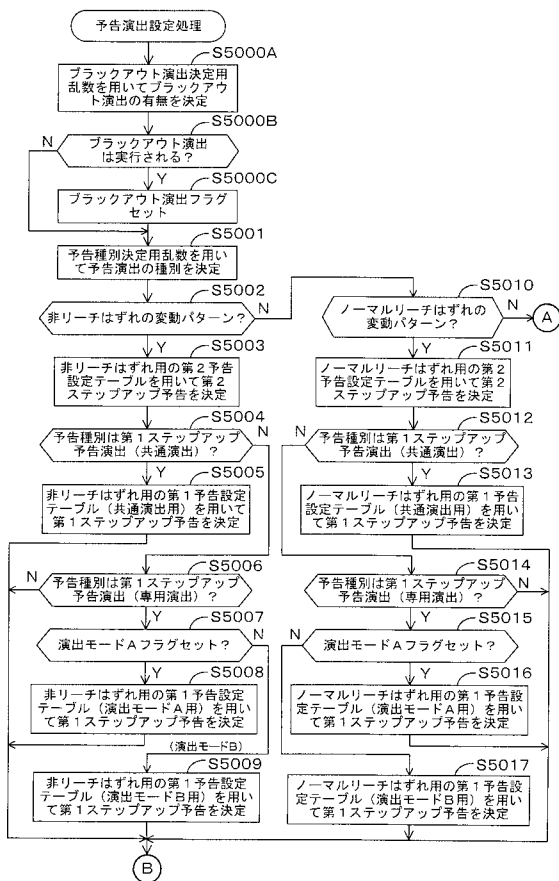 予告演出設定処理
S5000A
ブラックアウト演出決定用
乱数を用いてブラックアウ
ト演出の有無を決定
S5000B
N
ブラックアウト演出
は実行される?
Y
S5000C
ブラックアウト演出フラグ
セット
S5001
予告種別決定用乱数を用い
て予告演出の種別を決定
S5002
非リーチはずれの変動パターン?
N
Y
S5003
非リーチはずれ用の第2予告
設定テーブルを用いて第2
ステップアップ予告を決定
S5004
予告種別は第1ステップアップ
予告演出(共通演出)?
N
Y
S5005
非リーチはずれ用の第1予告設定
テーブル(共通演出用)を用いて
第1ステップアップ予告を決定
S5006
N
予告種別は第1ステップアップ
予告演出(専用演出)?
Y
S5007
演出モードAフラグセット?
N
Y
S5008
非リーチはずれ用の第1予告設定
テーブル(演出モードA用)を用い
て第1ステップアップ予告を決定
(演出モードB)
S5009
非リーチはずれ用の第1予告設定
テーブル(演出モードB用)を用い
て第1ステップアップ予告を決定
B
S5010
ノーマルリーチはずれの
変動パターン?
N
A
Y
S5011
ノーマルリーチはずれ用の第2
予告設定テーブルを用いて第2
ステップアップ予告を決定
S5012
N
予告種別は第1ステップアップ
予告演出(共通演出)?
Y
S5013
ノーマルリーチはずれ用の第1予告
設定テーブル(共通演出用)を用い
て第1ステップアップ予告を決定
S5014
予告種別は第1ステップアップ
予告演出(専用演出)?
N
Y
S5015
N
演出モードAフラグセット?
Y
S5016
ノーマルリーチはずれ用の第1予告設
定テーブル(演出モードA用)を用い
て第1ステップアップ予告を決定
S5017
ノーマルリーチはずれ用の第1予告設
定テーブル(演出モードB用)を用い
て第1ステップアップ予告を決定